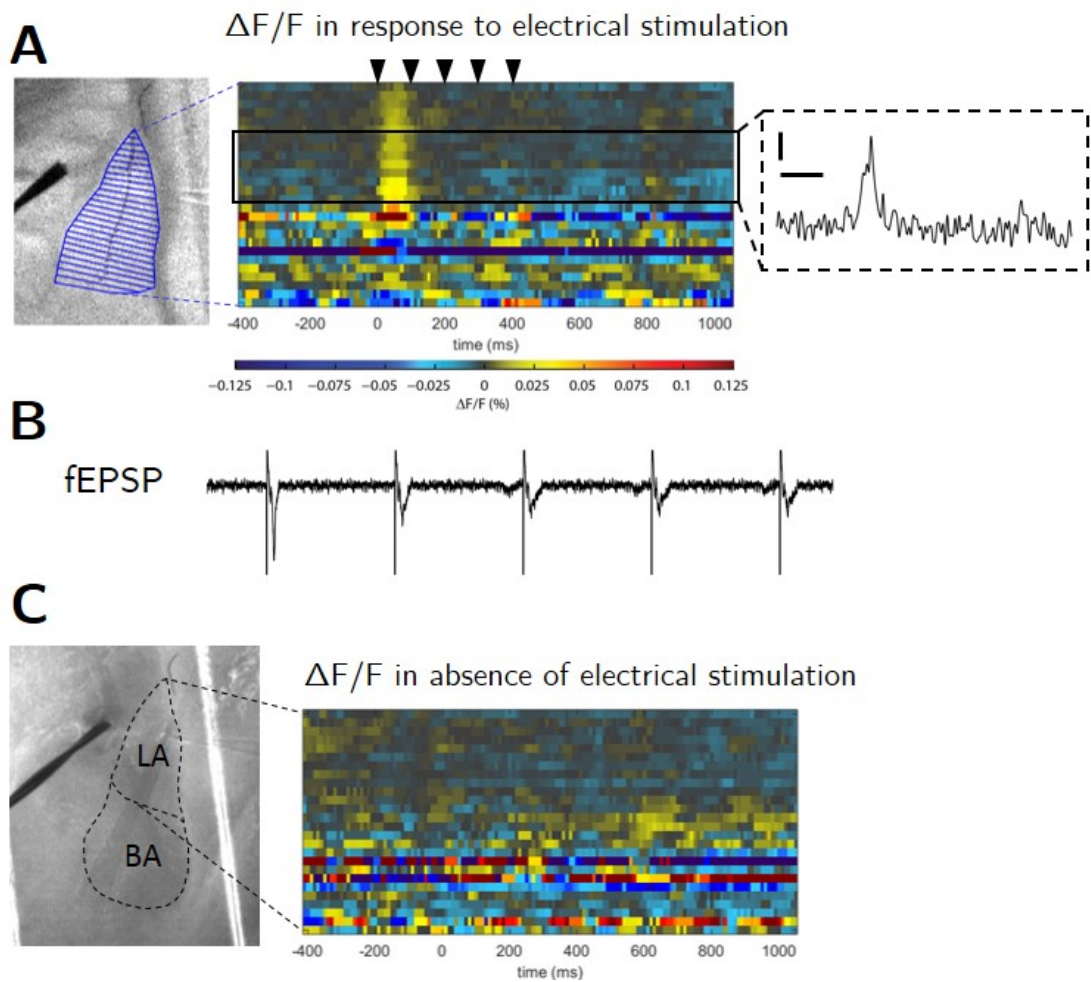 A
ΔF/F in response to electrical stimulation
-400 -200 0 200 400 600 800 1000
time (ms)
−0.125 −0.1 −0.075 −0.05 −0.025 0 0.025 0.05 0.075 0.1 0.125
ΔF/F (%)
B
fEPSP
C
ΔF/F in absence of electrical stimulation
LA
BA
-400 -200 0 200 400 600 800 1000
time (ms)